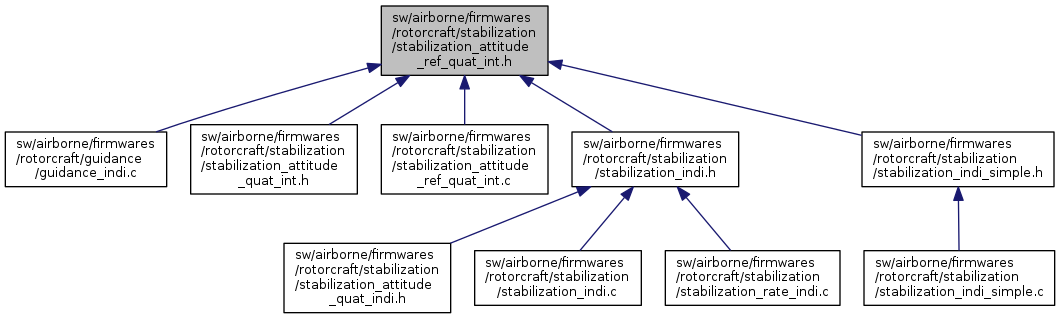 sw/airborne/firmwares
/rotorcraft/stabilization
/stabilization_attitude
_ref_quat_int.h
sw/airborne/firmwares
/rotorcraft/guidance
/guidance_indi.c
sw/airborne/firmwares
/rotorcraft/stabilization
/stabilization_attitude
_quat_int.h
sw/airborne/firmwares
/rotorcraft/stabilization
/stabilization_attitude
_ref_quat_int.c
sw/airborne/firmwares
/rotorcraft/stabilization
/stabilization_indi.h
sw/airborne/firmwares
/rotorcraft/stabilization
/stabilization_indi_simple.h
sw/airborne/firmwares
/rotorcraft/stabilization
/stabilization_attitude
_quat_indi.h
sw/airborne/firmwares
/rotorcraft/stabilization
/stabilization_indi.c
sw/airborne/firmwares
/rotorcraft/stabilization
/stabilization_rate_indi.c
sw/airborne/firmwares
/rotorcraft/stabilization
/stabilization_indi_simple.c